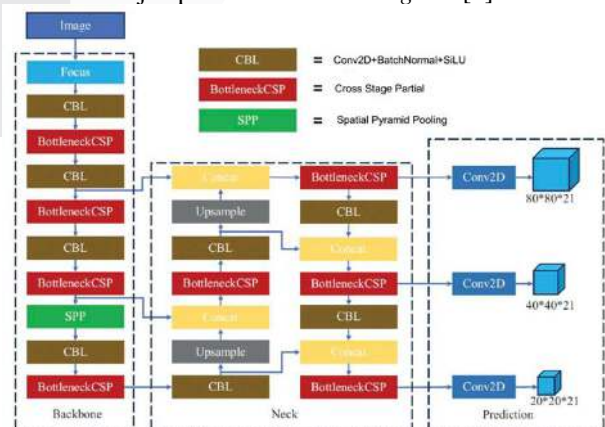 Image
Focus
CBL
BottleneckCSP
CBL
BottleneckCSP
CBL
BottleneckCSP
SPP
CBL
BottleneckCSP
Backbone
CBL = Conv2D+BatchNormal+SiLU
BottleneckCSP = Cross Stage Partial
SPP = Spatial Pyramid Pooling
Concat
Upsample
CBL
BottleneckCSP
Concat
Upsample
CBL
BottleneckCSP
CBL
Concat
BottleneckCSP
CBL
Concat
BottleneckCSP
Neck
Conv2D
80*80*21
Conv2D
40*40*21
Conv2D
20*20*21
Prediction